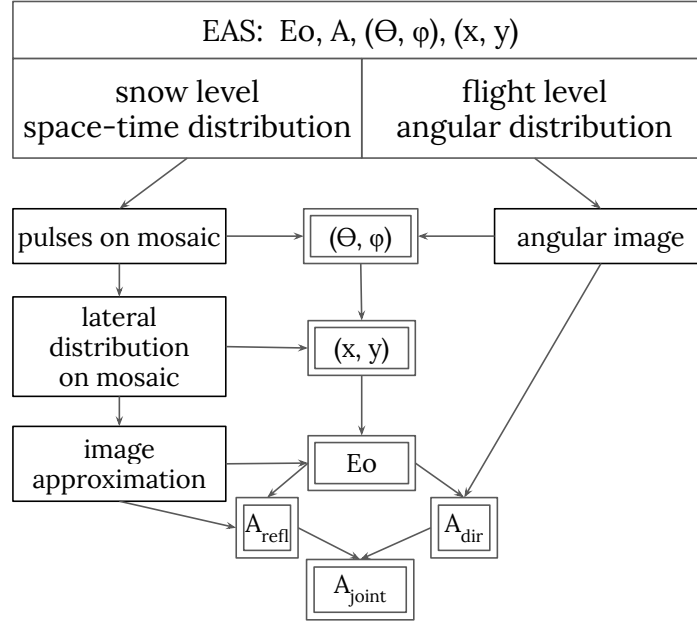 EAS: Eo, A, (Ɵ, φ), (x, y)
snow level
space-time distribution
flight level
angular distribution
pulses on mosaic
(Ɵ, φ)
angular image
lateral
distribution
on mosaic
(x, y)
image
approximation
Eo
A_refl
A_dir
A_joint